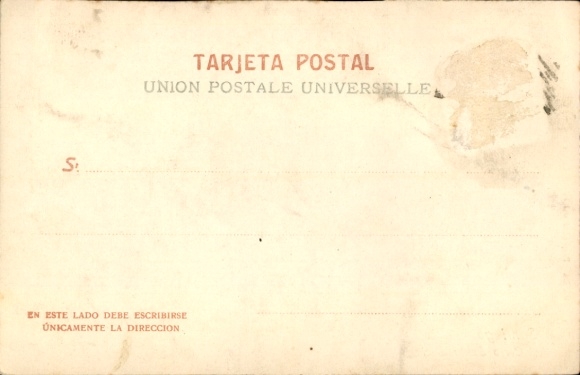 TARJETA POSTAL
UNION POSTALE UNIVERSELLE
S.
EN ESTE LADO DEBE ESCRIBIRSE
ÚNICAMENTE LA DIRECCION